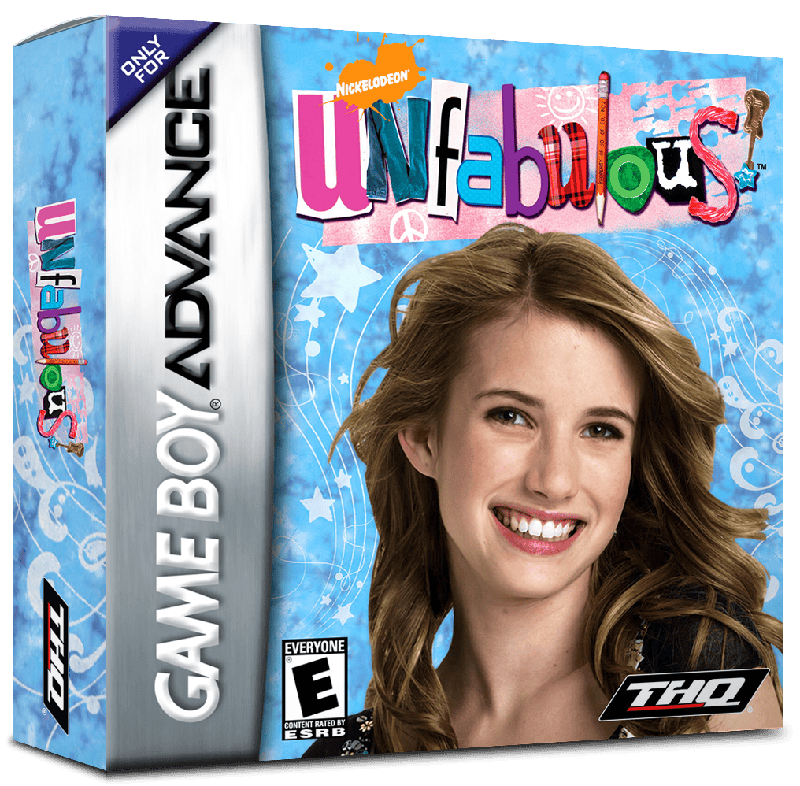 ONLY
FOR
GAME BOY ADVANCE
®
NICKELODEON
UNfabulous!
™
UNfabulous!
THQ
EVERYONE
E
®
CONTENT RATED BY
ESRB
THQ